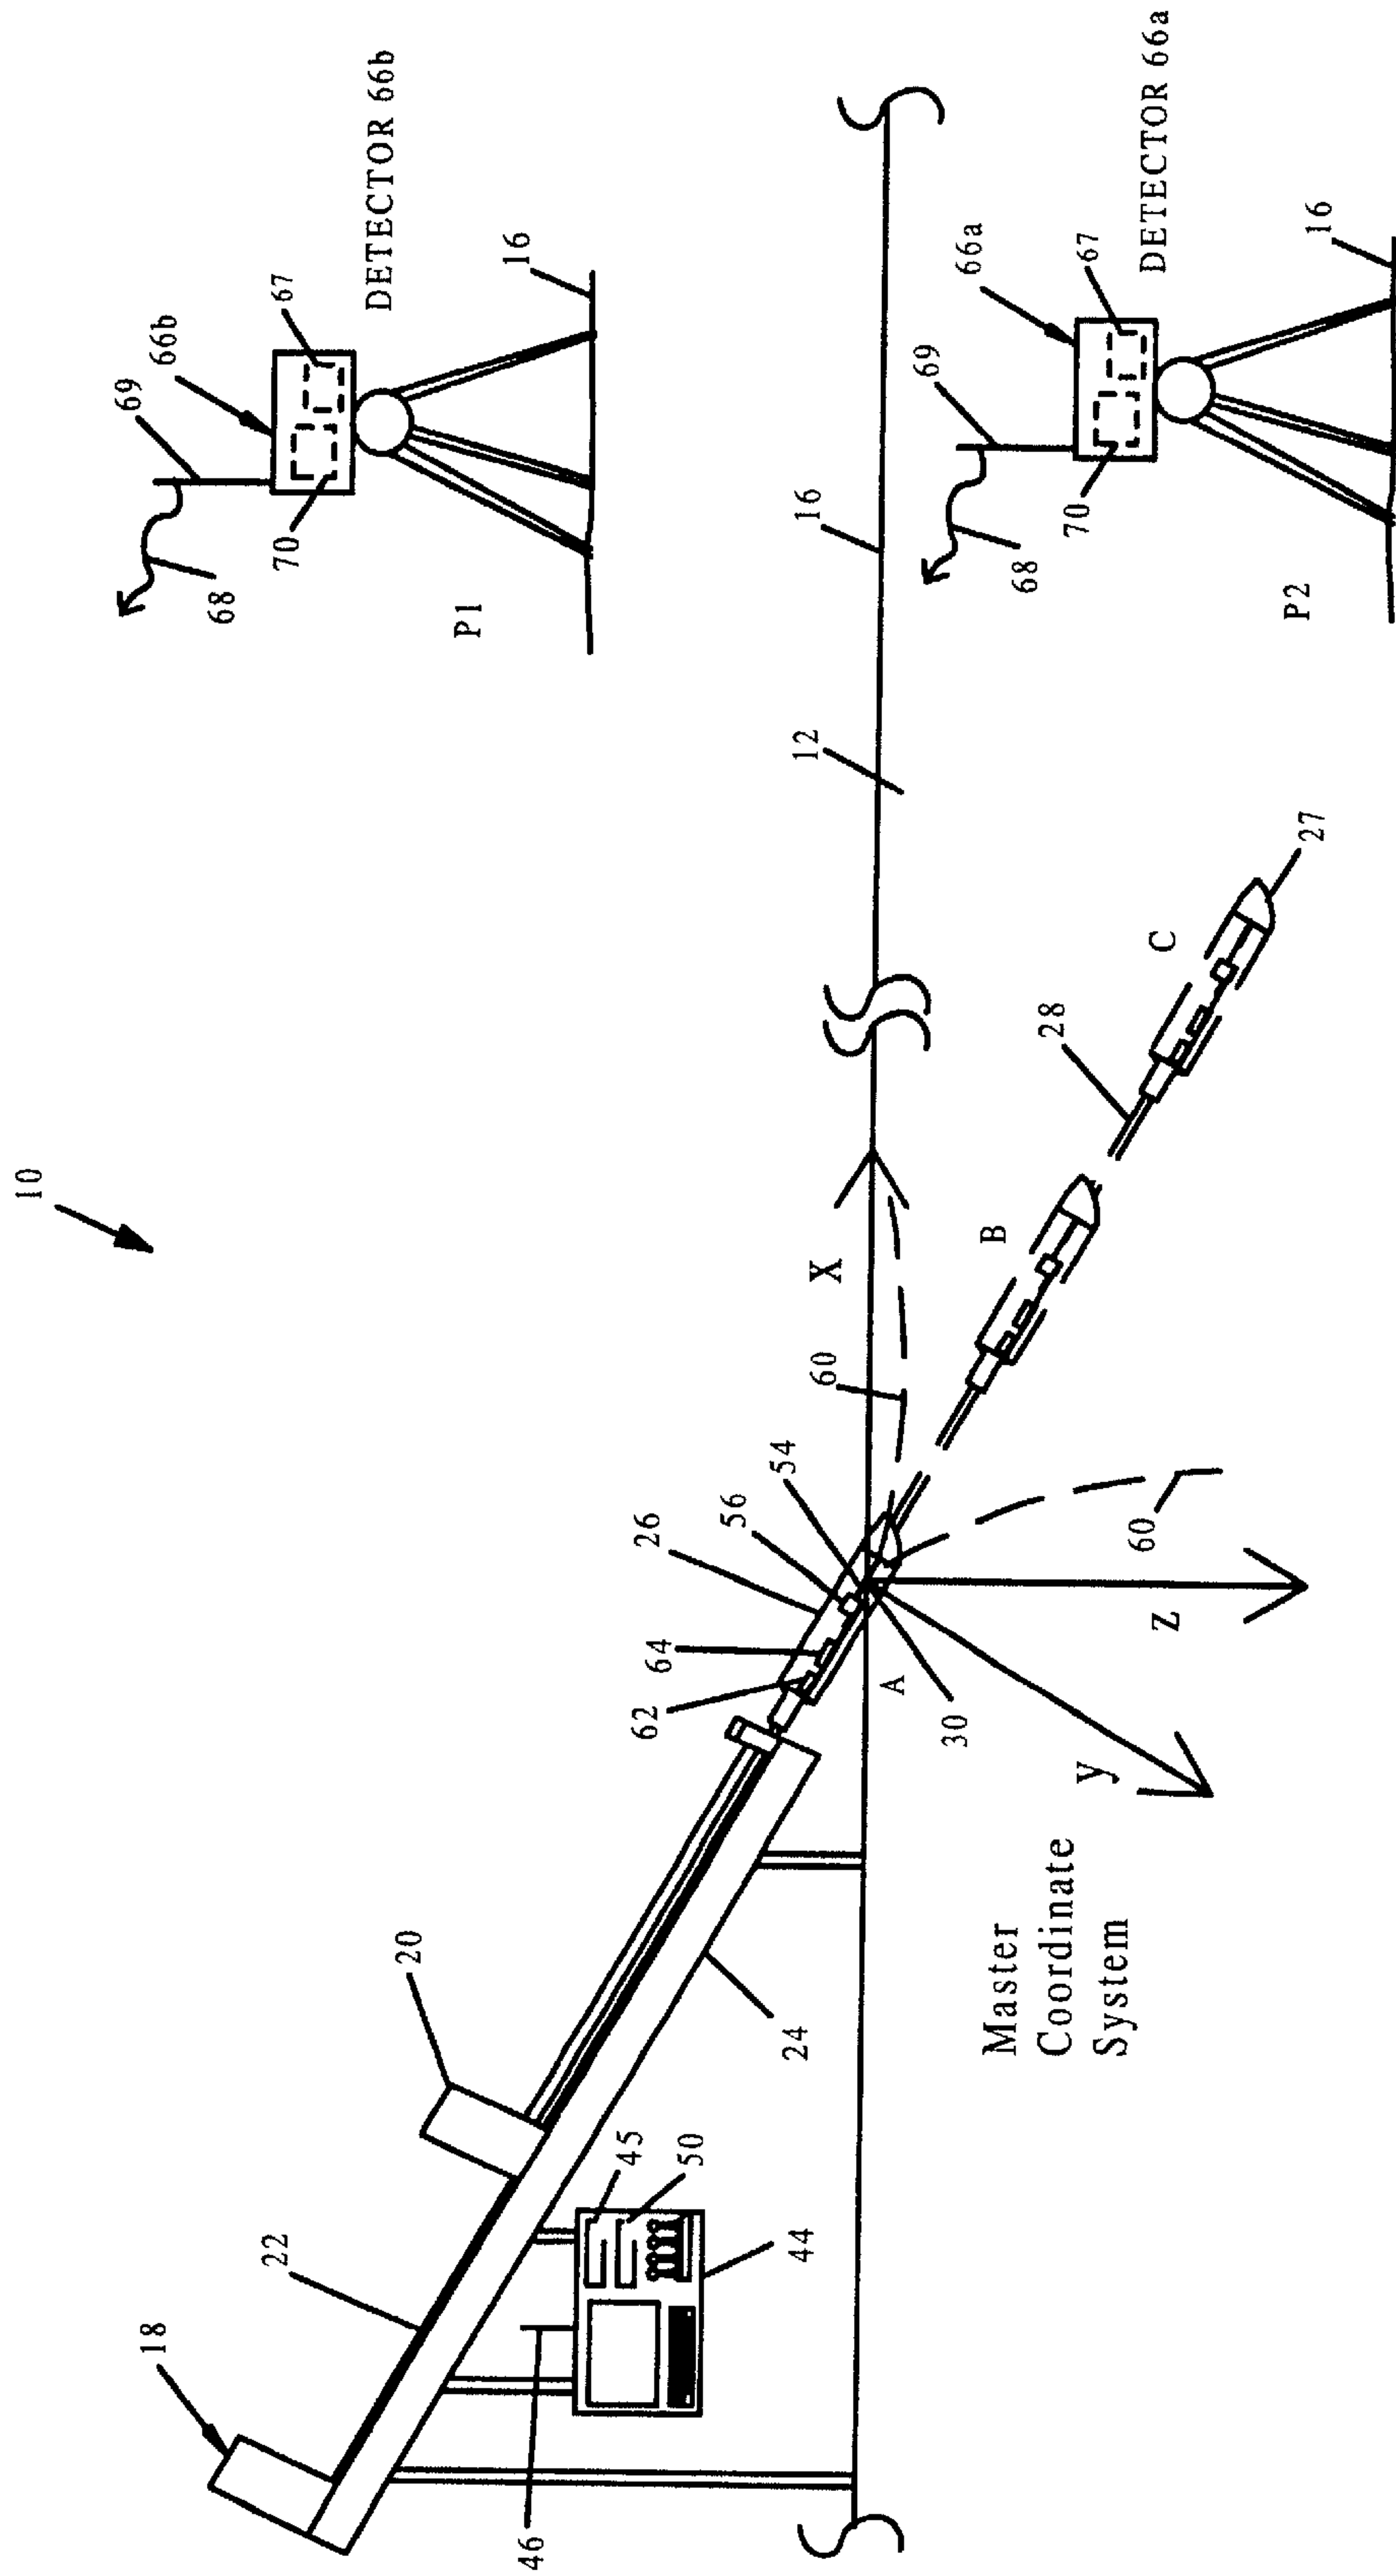 10
18
22
20
46
45
50
44
24
Master
Coordinate
System
26
56
54
64
62
A
30
y
z
60
60
X
B
28
C
27
12
16
69
66b
67
16
70
68
P1
DETECTOR 66b
69
66a
67
16
70
68
P2
DETECTOR 66a